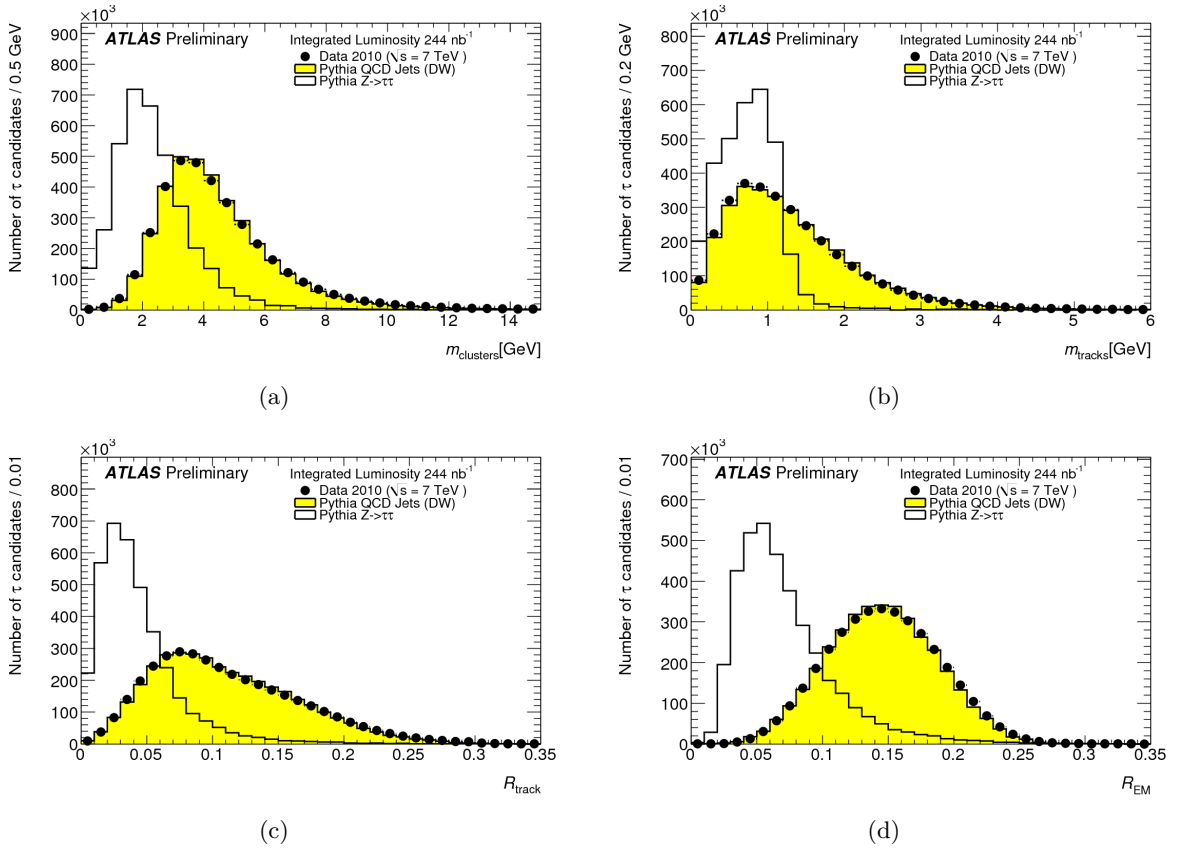 ×10³
ATLAS Preliminary
Integrated Luminosity 244 nb⁻¹
Data 2010 (√s = 7 TeV )
Pythia QCD Jets (DW)
Pythia Z->ττ
Number of τ candidates / 0.5 GeV
900
800
700
600
500
400
300
200
100
0
0 2 4 6 8 10 12 14
m_clusters[GeV]
(a)
×10³
ATLAS Preliminary
Integrated Luminosity 244 nb⁻¹
Data 2010 (√s = 7 TeV )
Pythia QCD Jets (DW)
Pythia Z->ττ
Number of τ candidates / 0.2 GeV
800
700
600
500
400
300
200
100
0
0 1 2 3 4 5 6
m_tracks[GeV]
(b)
×10³
ATLAS Preliminary
Integrated Luminosity 244 nb⁻¹
Data 2010 (√s = 7 TeV )
Pythia QCD Jets (DW)
Pythia Z->ττ
Number of τ candidates / 0.01
800
700
600
500
400
300
200
100
0
0 0.05 0.1 0.15 0.2 0.25 0.3 0.35
R_track
(c)
×10³
ATLAS Preliminary
Integrated Luminosity 244 nb⁻¹
Data 2010 (√s = 7 TeV )
Pythia QCD Jets (DW)
Pythia Z->ττ
Number of τ candidates / 0.01
700
600
500
400
300
200
100
0
0 0.05 0.1 0.15 0.2 0.25 0.3 0.35
R_EM
(d)